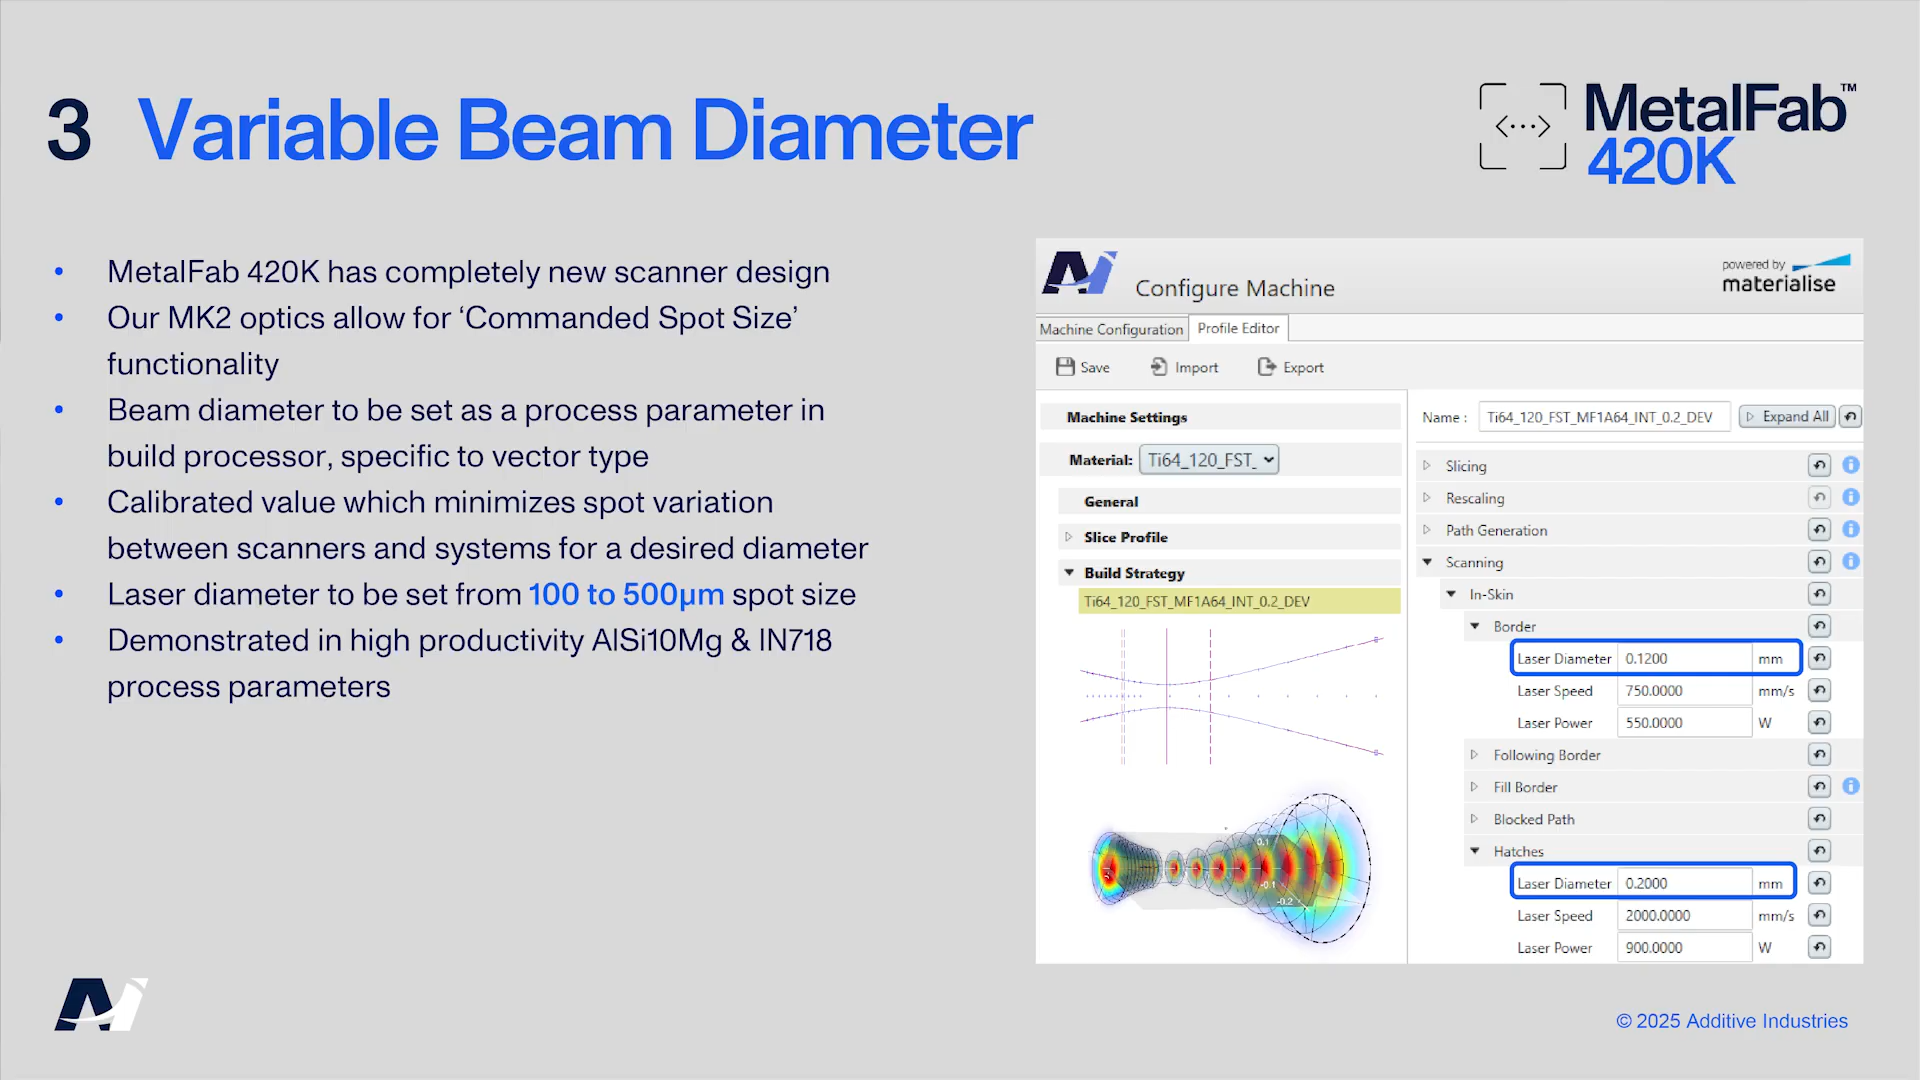 3 Variable Beam Diameter
MetalFab™
420K
• MetalFab 420K has completely new scanner design
• Our MK2 optics allow for ‘Commanded Spot Size’
functionality
• Beam diameter to be set as a process parameter in
build processor, specific to vector type
• Calibrated value which minimizes spot variation
between scanners and systems for a desired diameter
• Laser diameter to be set from 100 to 500µm spot size
• Demonstrated in high productivity AlSi10Mg & IN718
process parameters
Configure Machine
powered by
materialise
Machine Configuration Profile Editor
Save Import Export
Machine Settings
Material: Ti64_120_FST_
General
Slice Profile
Build Strategy
Ti64_120_FST_MF1A64_INT_0.2_DEV
0.1
-0.1
-0.2
Name : Ti64_120_FST_MF1A64_INT_0.2_DEV Expand All
Slicing
Rescaling
Path Generation
Scanning
In-Skin
Border
Laser Diameter 0.1200 mm
Laser Speed 750.0000 mm/s
Laser Power 550.0000 W
Following Border
Fill Border
Blocked Path
Hatches
Laser Diameter 0.2000 mm
Laser Speed 2000.0000 mm/s
Laser Power 900.0000 W
© 2025 Additive Industries